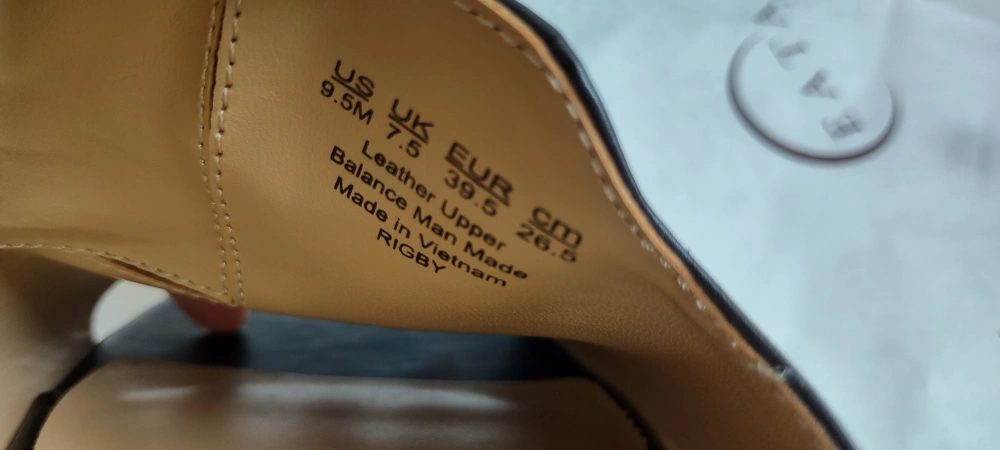 US UK EUR cm
9.5M 7.5 39.5 26.5
Leather Upper
Balance Man Made
Made in Vietnam
RIGBY